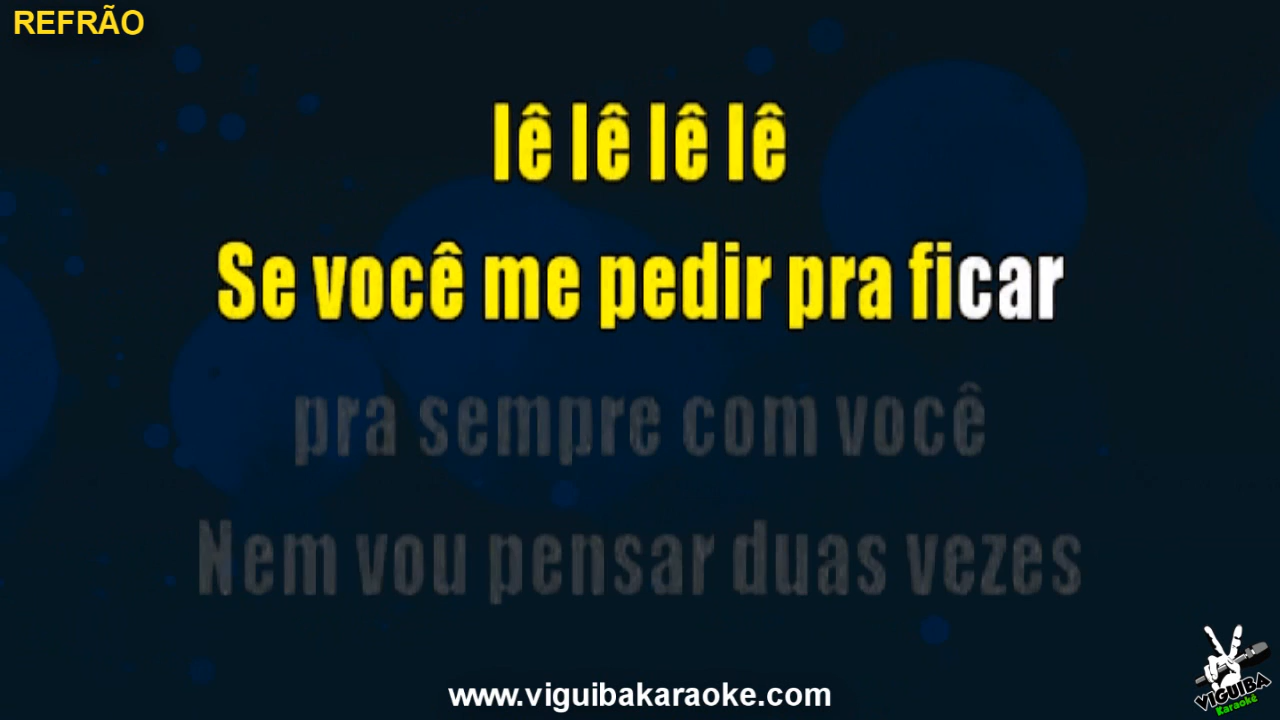 REFRÃO
lê lê lê lê
Se você me pedir pra ficar
pra sempre com você
Nem vou pensar duas vezes
www.viguibakaraoke.com
VIGUIBA
Karaokê